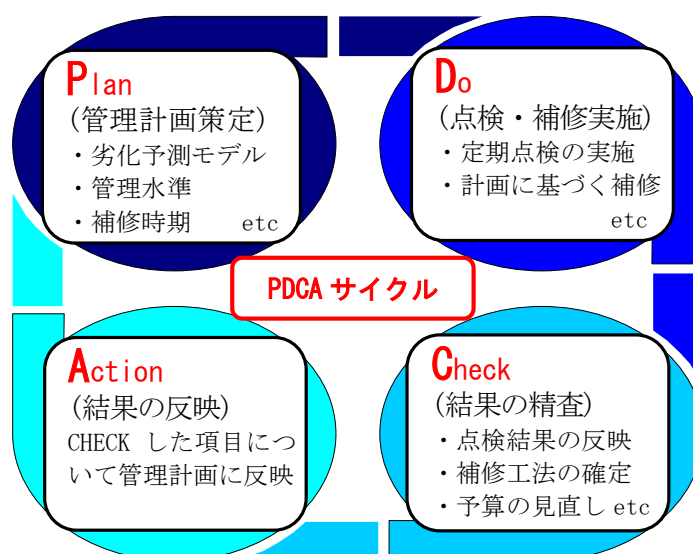 Plan
(管理計画策定)
・劣化予測モデル
・管理水準
・補修時期 etc
Do
(点検・補修実施)
・定期点検の実施
・計画に基づく補修
etc
PDCA サイクル
Action
(結果の反映)
CHECK した項目につ
いて管理計画に反映
Check
(結果の精査)
・点検結果の反映
・補修工法の確定
・予算の見直し etc